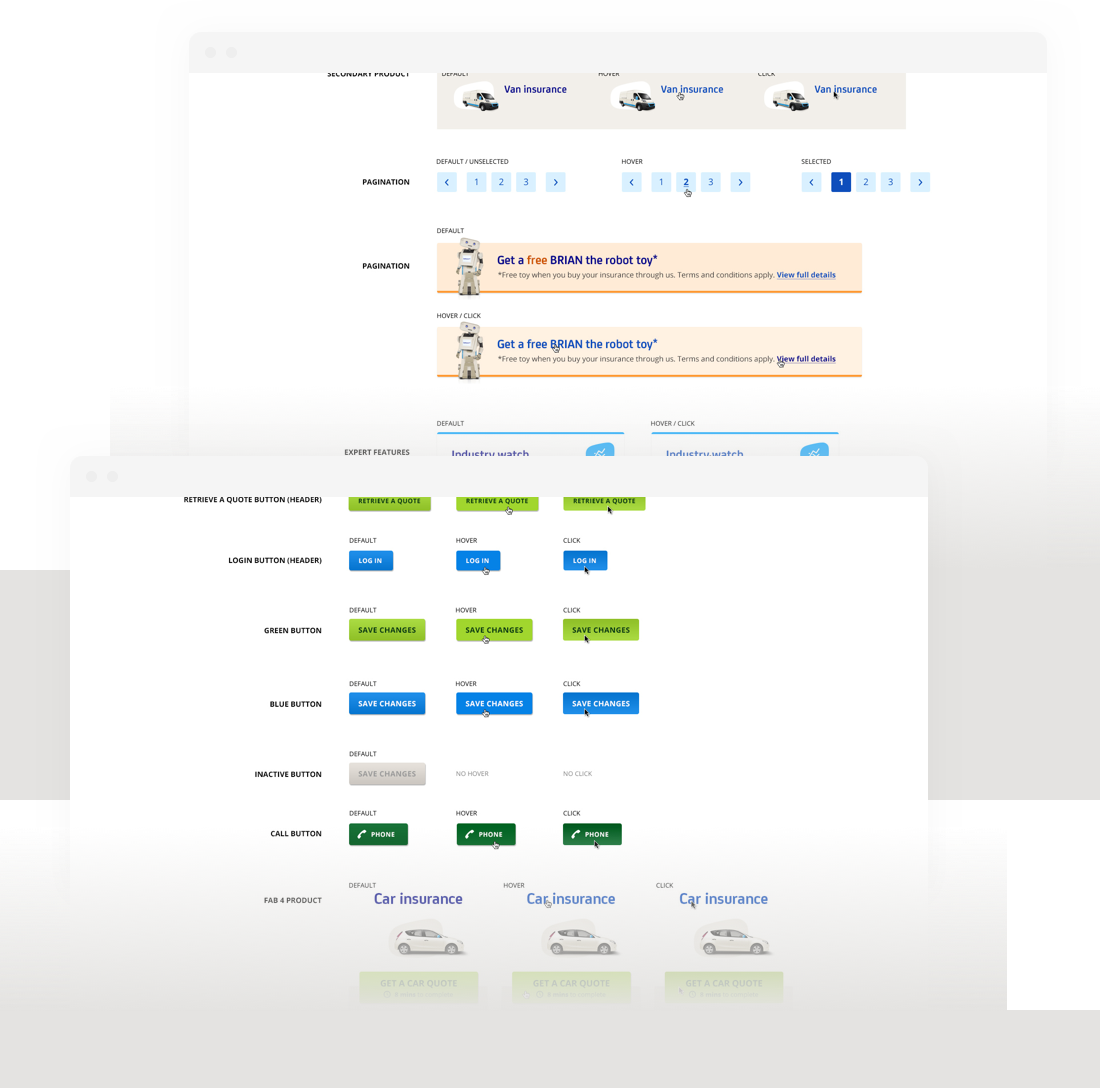 SECONDARY PRODUCT
DEFAULT
HOVER
CLICK
Van insurance
Van insurance
Van insurance
DEFAULT / UNSELECTED
HOVER
SELECTED
PAGINATION
1 2 3
1 2 3
1 2 3
DEFAULT
PAGINATION
Get a free BRIAN the robot toy*
*Free toy when you buy your insurance through us. Terms and conditions apply. View full details
HOVER / CLICK
Get a free BRIAN the robot toy*
*Free toy when you buy your insurance through us. Terms and conditions apply. View full details
DEFAULT
HOVER / CLICK
EXPERT FEATURES
Industry watch
Industry watch
RETRIEVE A QUOTE BUTTON (HEADER)
RETRIEVE A QUOTE
RETRIEVE A QUOTE
RETRIEVE A QUOTE
DEFAULT
HOVER
CLICK
LOGIN BUTTON (HEADER)
LOG IN
LOG IN
LOG IN
DEFAULT
HOVER
CLICK
GREEN BUTTON
SAVE CHANGES
SAVE CHANGES
SAVE CHANGES
DEFAULT
HOVER
CLICK
BLUE BUTTON
SAVE CHANGES
SAVE CHANGES
SAVE CHANGES
DEFAULT
INACTIVE BUTTON
SAVE CHANGES
NO HOVER
NO CLICK
DEFAULT
HOVER
CLICK
CALL BUTTON
PHONE
PHONE
PHONE
DEFAULT
HOVER
CLICK
FAB 4 PRODUCT
Car insurance
Car insurance
Car insurance
GET A CAR QUOTE
GET A CAR QUOTE
GET A CAR QUOTE